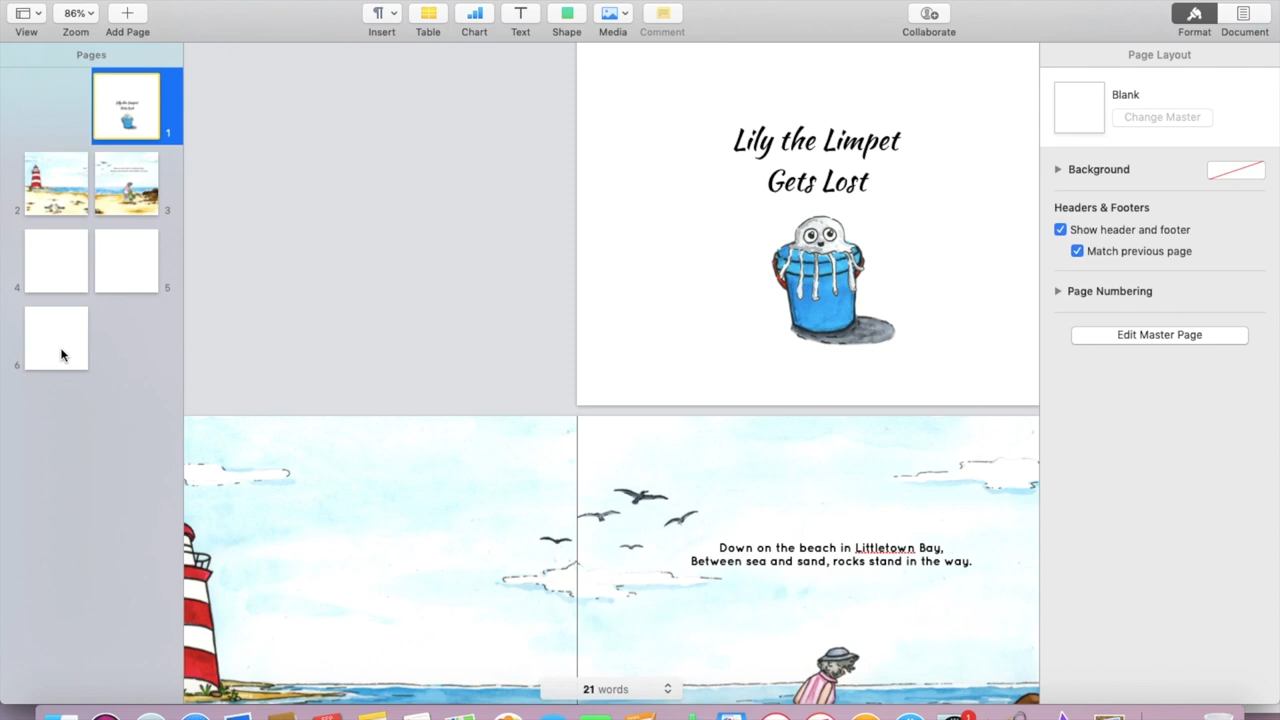 View
86%
Zoom
Add Page
Insert
Table
Chart
Text
Shape
Media
Comment
Collaborate
Format
Document
Pages
1
2
3
4
5
6
Lily the Limpet
Gets Lost
Down on the beach in Littletown Bay,
Between sea and sand, rocks stand in the way.
21 words
Page Layout
Blank
Change Master
Background
Headers & Footers
Show header and footer
Match previous page
Page Numbering
Edit Master Page